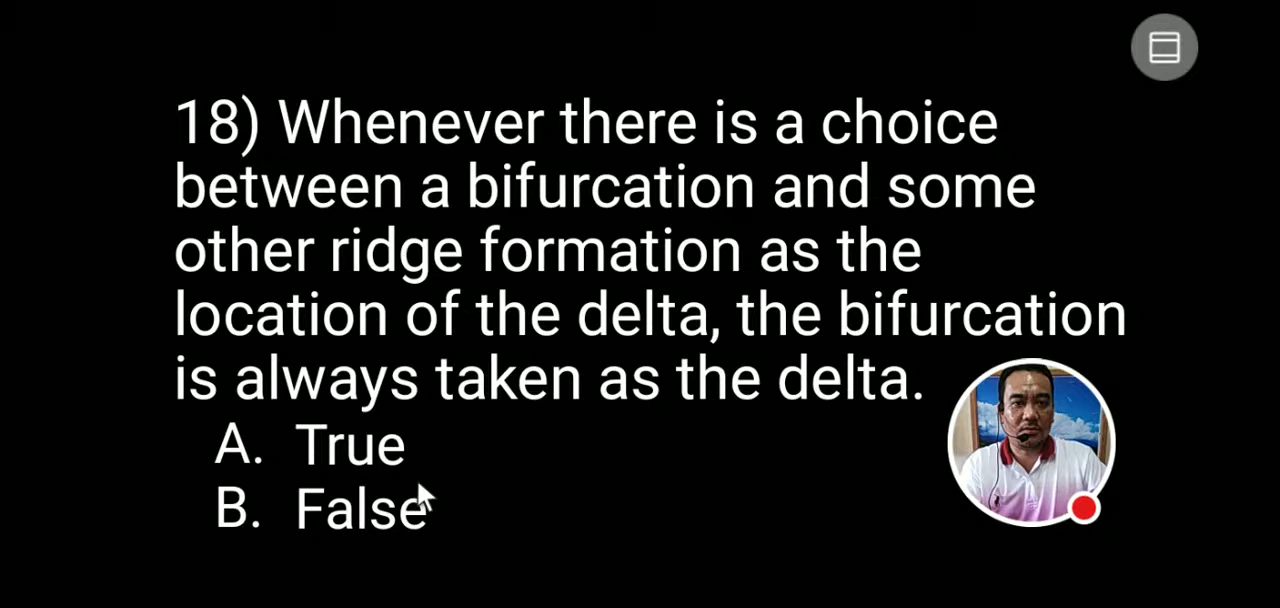 18) Whenever there is a choice
between a bifurcation and some
other ridge formation as the
location of the delta, the bifurcation
is always taken as the delta.
A. True
B. False